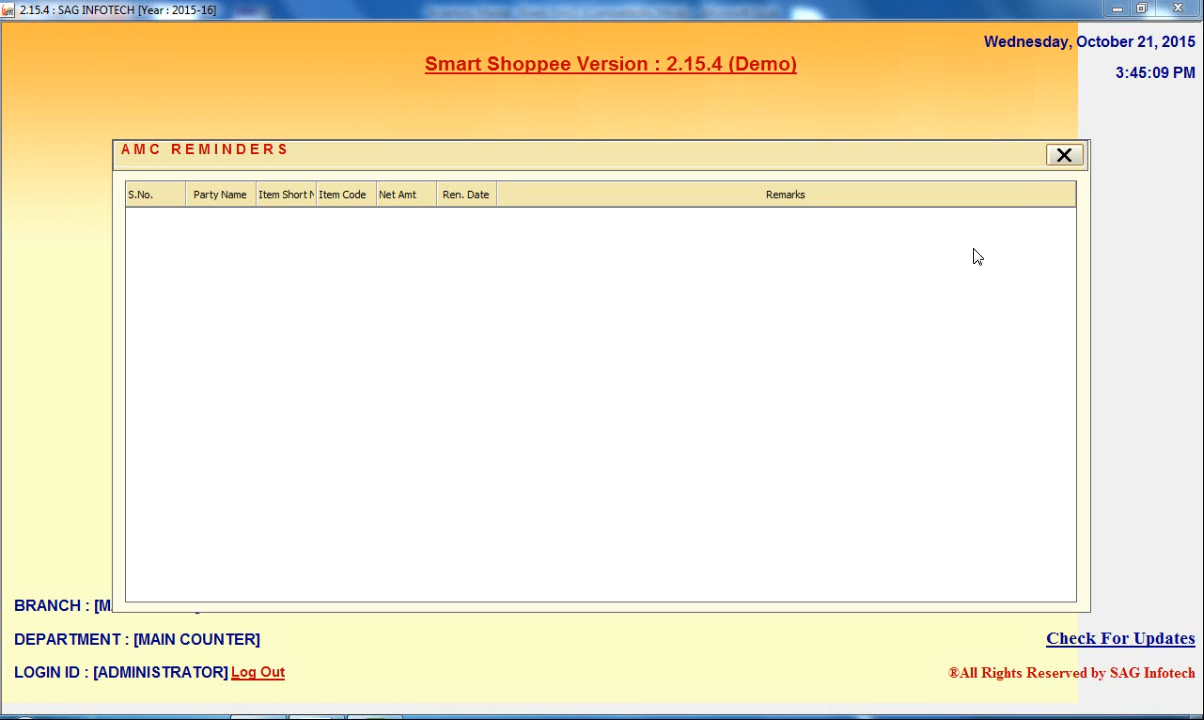 2.15.4 : SAG INFOTECH [Year : 2015-16]
Wednesday, October 21, 2015
Smart Shoppee Version : 2.15.4 (Demo)
3:45:09 PM
AMC REMINDERS
S.No. Party Name Item Short N Item Code Net Amt Ren. Date Remarks
BRANCH : [M
DEPARTMENT : [MAIN COUNTER]
Check For Updates
LOGIN ID : [ADMINISTRATOR] Log Out
®All Rights Reserved by SAG Infotech